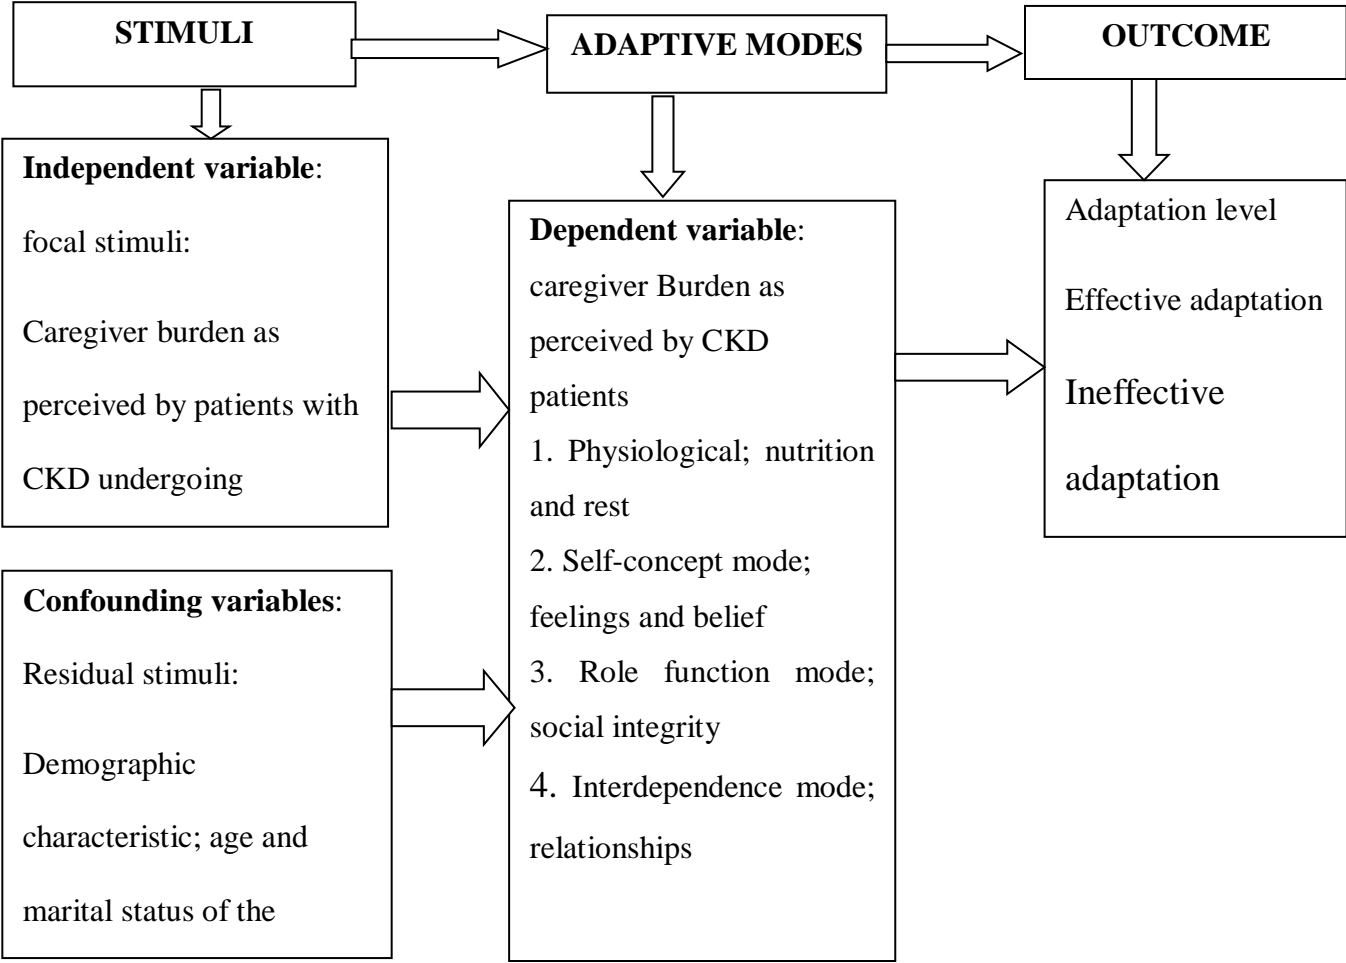 STIMULI
ADAPTIVE MODES
OUTCOME
Independent variable:
focal stimuli:
Caregiver burden as
perceived by patients with
CKD undergoing
Confounding variables:
Residual stimuli:
Demographic
characteristic; age and
marital status of the
Dependent variable:
caregiver Burden as
perceived by CKD
patients
1. Physiological; nutrition
and rest
2. Self-concept mode;
feelings and belief
3. Role function mode;
social integrity
4. Interdependence mode;
relationships
Adaptation level
Effective adaptation
Ineffective
adaptation